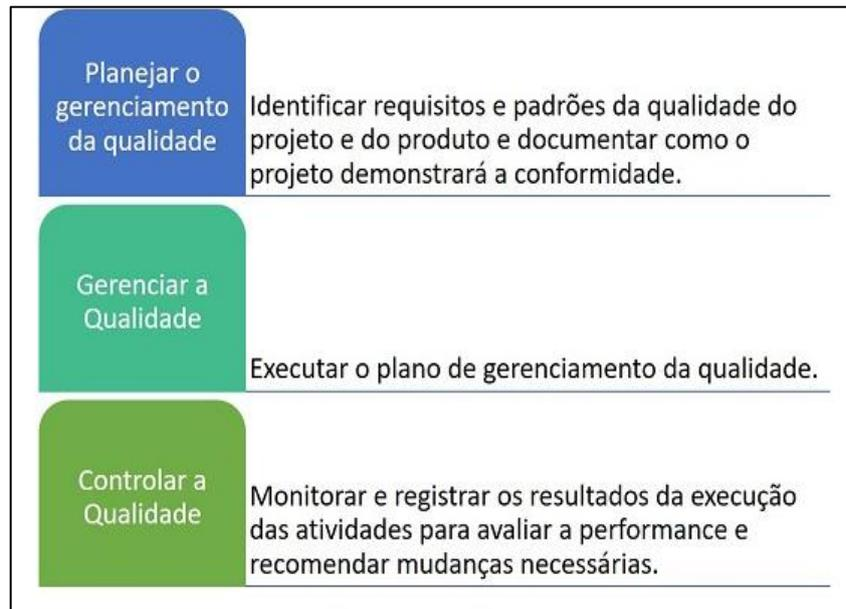 Planejar o
gerenciamento
da qualidade
Identificar requisitos e padrões da qualidade do
projeto e do produto e documentar como o
projeto demonstrará a conformidade.
Gerenciar a
Qualidade
Executar o plano de gerenciamento da qualidade.
Controlar a
Qualidade
Monitorar e registrar os resultados da execução
das atividades para avaliar a performance e
recomendar mudanças necessárias.